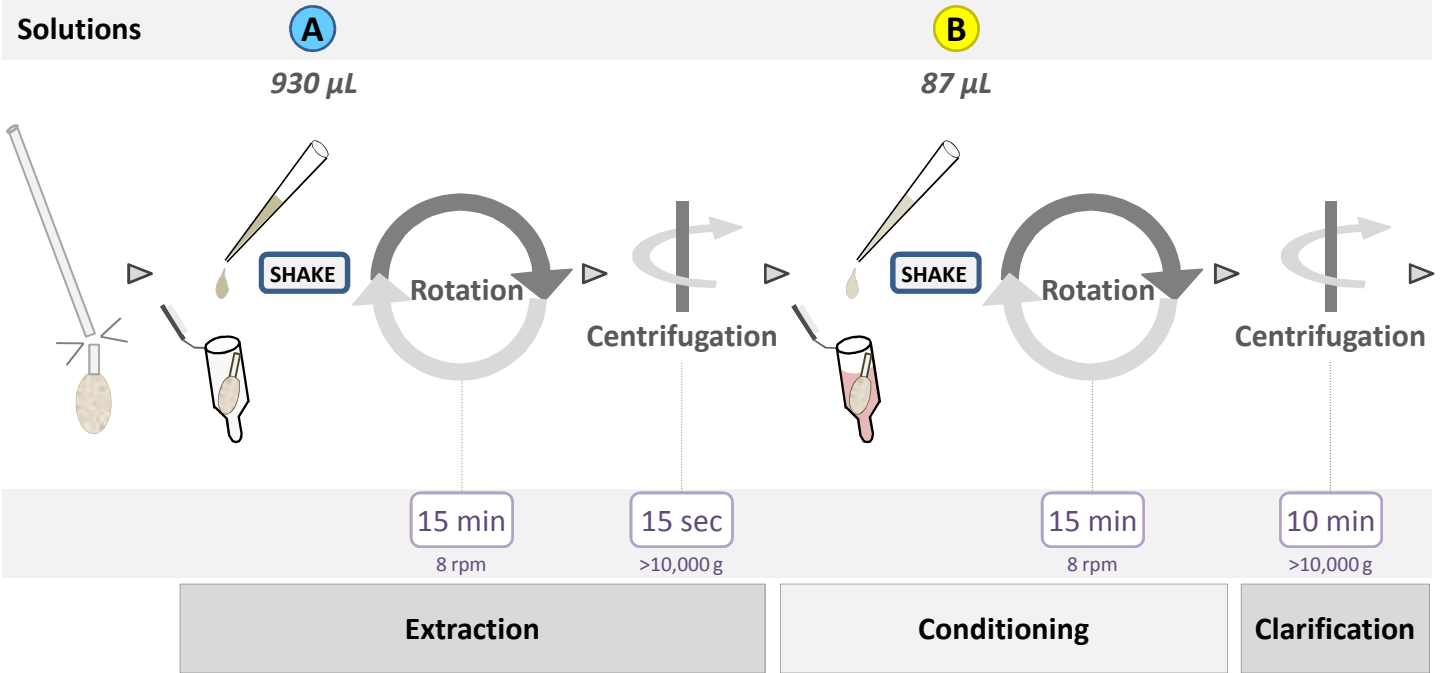 Solutions A B
930 µL 87 µL
SHAKE Rotation SHAKE Rotation
Centrifugation Centrifugation
15 min 15 sec 15 min 10 min
8 rpm >10,000 g 8 rpm >10,000 g
Extraction Conditioning Clarification